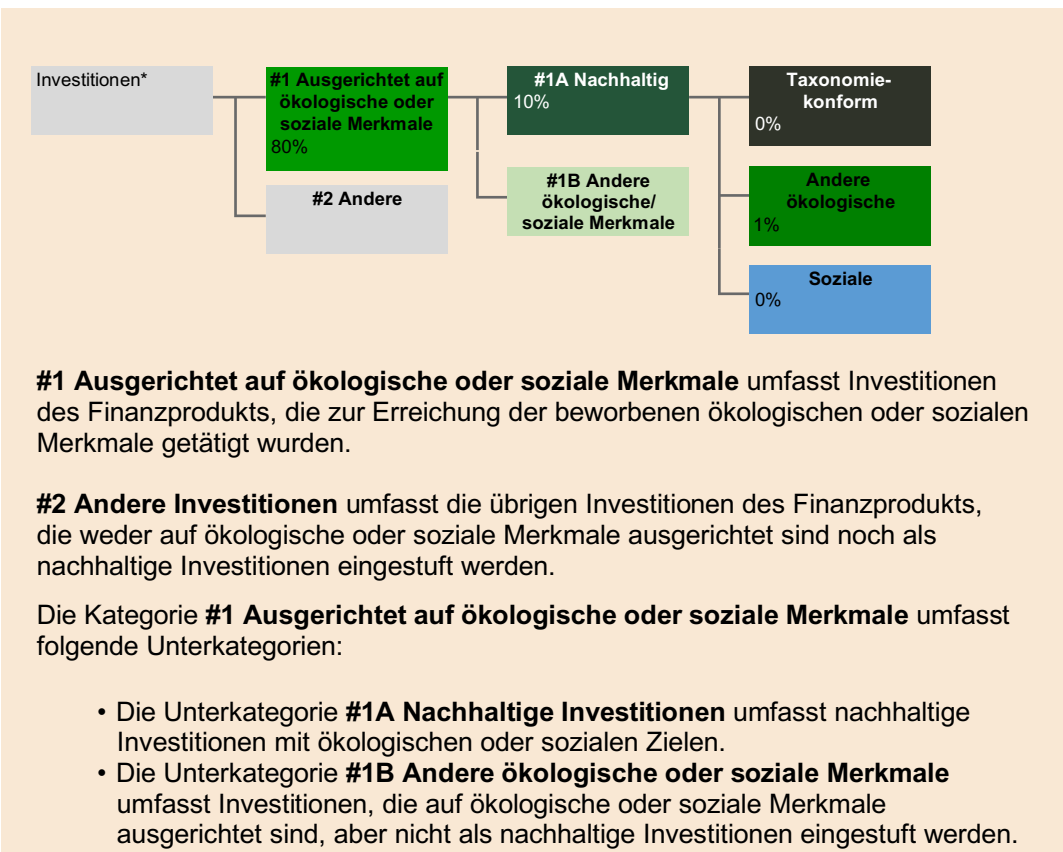 Investitionen*
#1 Ausgerichtet auf
ökologische oder
soziale Merkmale
80%
#2 Andere
#1A Nachhaltig
10%
#1B Andere
ökologische/
soziale Merkmale
Taxonomie-
konform
0%
Andere
ökologische
1%
Soziale
0%
#1 Ausgerichtet auf ökologische oder soziale Merkmale umfasst Investitionen
des Finanzprodukts, die zur Erreichung der beworbenen ökologischen oder sozialen
Merkmale getätigt wurden.
#2 Andere Investitionen umfasst die übrigen Investitionen des Finanzprodukts,
die weder auf ökologische oder soziale Merkmale ausgerichtet sind noch als
nachhaltige Investitionen eingestuft werden.
Die Kategorie #1 Ausgerichtet auf ökologische oder soziale Merkmale umfasst
folgende Unterkategorien:
• Die Unterkategorie #1A Nachhaltige Investitionen umfasst nachhaltige
Investitionen mit ökologischen oder sozialen Zielen.
• Die Unterkategorie #1B Andere ökologische oder soziale Merkmale
umfasst Investitionen, die auf ökologische oder soziale Merkmale
ausgerichtet sind, aber nicht als nachhaltige Investitionen eingestuft werden.